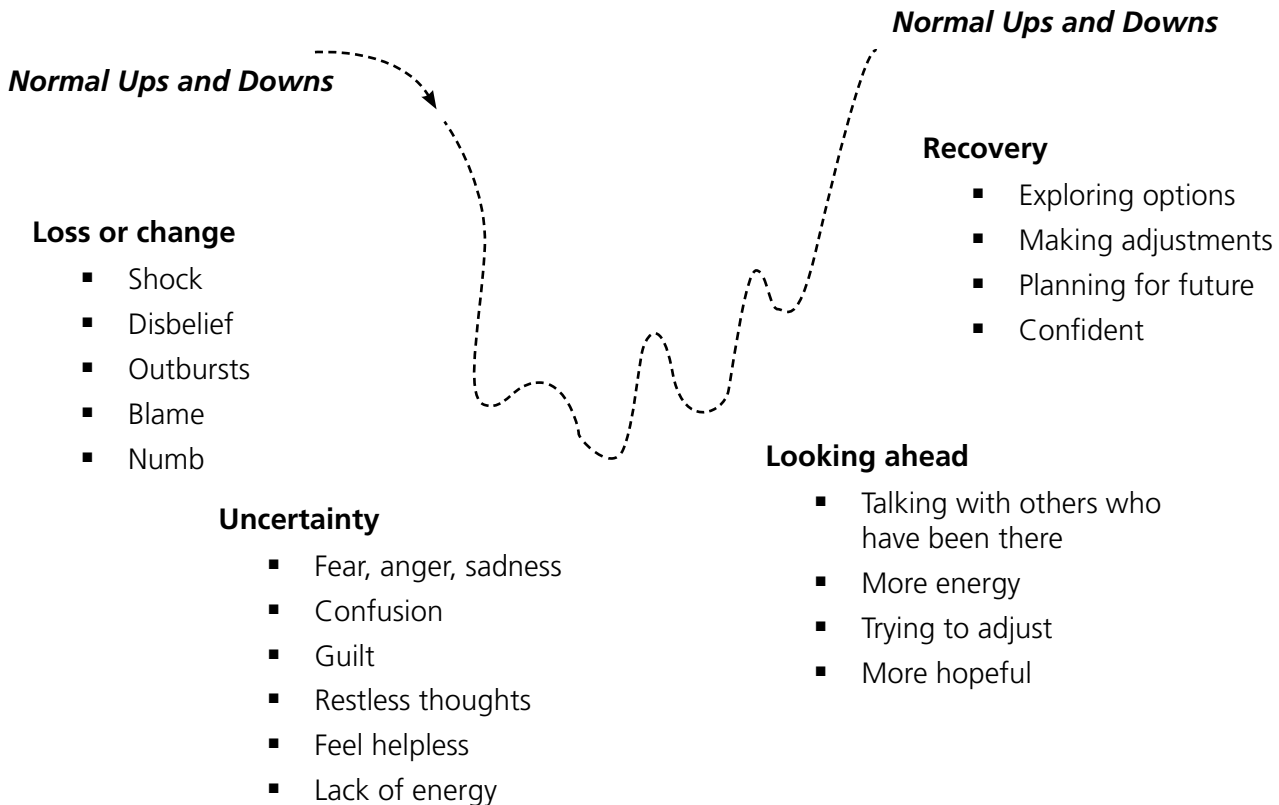 Normal Ups and Downs
Loss or change
▪ Shock
▪ Disbelief
▪ Outbursts
▪ Blame
▪ Numb
Uncertainty
▪ Fear, anger, sadness
▪ Confusion
▪ Guilt
▪ Restless thoughts
▪ Feel helpless
▪ Lack of energy
Looking ahead
▪ Talking with others who
have been there
▪ More energy
▪ Trying to adjust
▪ More hopeful
Recovery
▪ Exploring options
▪ Making adjustments
▪ Planning for future
▪ Confident
Normal Ups and Downs